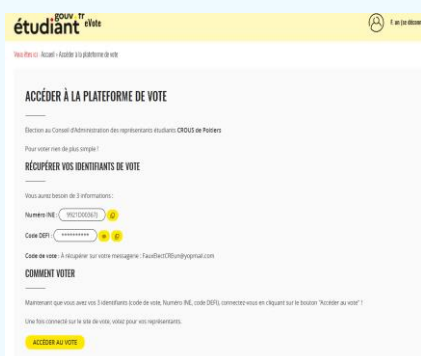 gouv.fr
étudiant eVote
Vous êtes ici : Accueil › Accéder à la plateforme de vote
ACCÉDER À LA PLATEFORME DE VOTE
Élection au Conseil d'Administration des représentants étudiants CROUS de Poitiers
Pour voter rien de plus simple !
RÉCUPÉRER VOS IDENTIFIANTS DE VOTE
Vous aurez besoin de 3 informations :
Numéro INE :
Code DEFI : **********
Code de vote : À récupérer sur votre messagerie : FauxElectCREun@yopmail.com
COMMENT VOTER
Maintenant que vous avez vos 3 identifiants (code de vote, Numéro INE, code DEFI), connectez-vous en cliquant sur le bouton "Accéder au vote" !
Une fois connecté sur le site de vote, votez pour vos représentants.
ACCÉDER AU VOTE